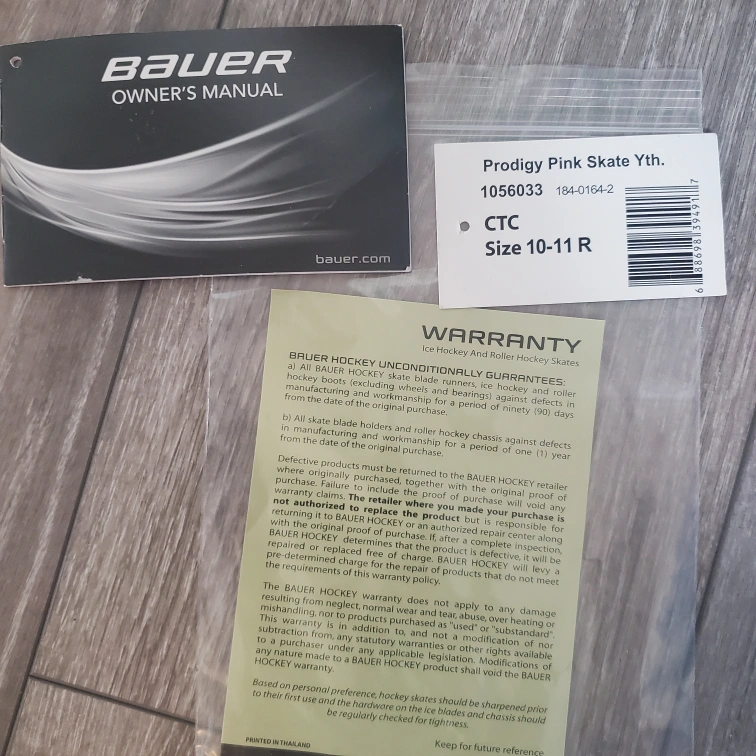 BAUER
OWNER'S MANUAL
bauer.com
Prodigy Pink Skate Yth.
1056033 184-0164-2
CTC
Size 10-11 R
6 88698 39491 7
WARRANTY
Ice Hockey And Roller Hockey Skates
BAUER HOCKEY UNCONDITIONALLY GUARANTEES:
a) All BAUER HOCKEY skate blade runners, ice hockey and roller
hockey boots (excluding wheels and bearings) against defects in
manufacturing and workmanship for a period of ninety (90) days
from the date of the original purchase.
b) All skate blade holders and roller hockey chassis against defects
in manufacturing and workmanship for a period of one (1) year
from the date of the original purchase.
Defective products must be returned to the BAUER HOCKEY retailer
where originally purchased, together with the original proof of
purchase. Failure to include the proof of purchase will void any
warranty claims. The retailer where you made your purchase is
not authorized to replace the product but is responsible for
returning it to BAUER HOCKEY or an authorized repair center along
with the original proof of purchase. If, after a complete inspection,
BAUER HOCKEY determines that the product is defective, it will be
repaired or replaced free of charge. BAUER HOCKEY will levy a
pre-determined charge for the repair of products that do not meet
the requirements of this warranty policy.
The BAUER HOCKEY warranty does not apply to any damage
resulting from neglect, normal wear and tear, abuse, over heating or
mishandling, nor to products purchased as "used" or "substandard".
This warranty is in addition to, and not a modification of nor
subtraction from, any statutory warranties or other rights available
to a purchaser under any applicable legislation. Modifications of
any nature made to a BAUER HOCKEY product shall void the BAUER
HOCKEY warranty.
Based on personal preference, hockey skates should be sharpened prior
to their first use and the hardware on the ice blades and chassis should
be regularly checked for tightness.
PRINTED IN THAILAND
Keep for future reference